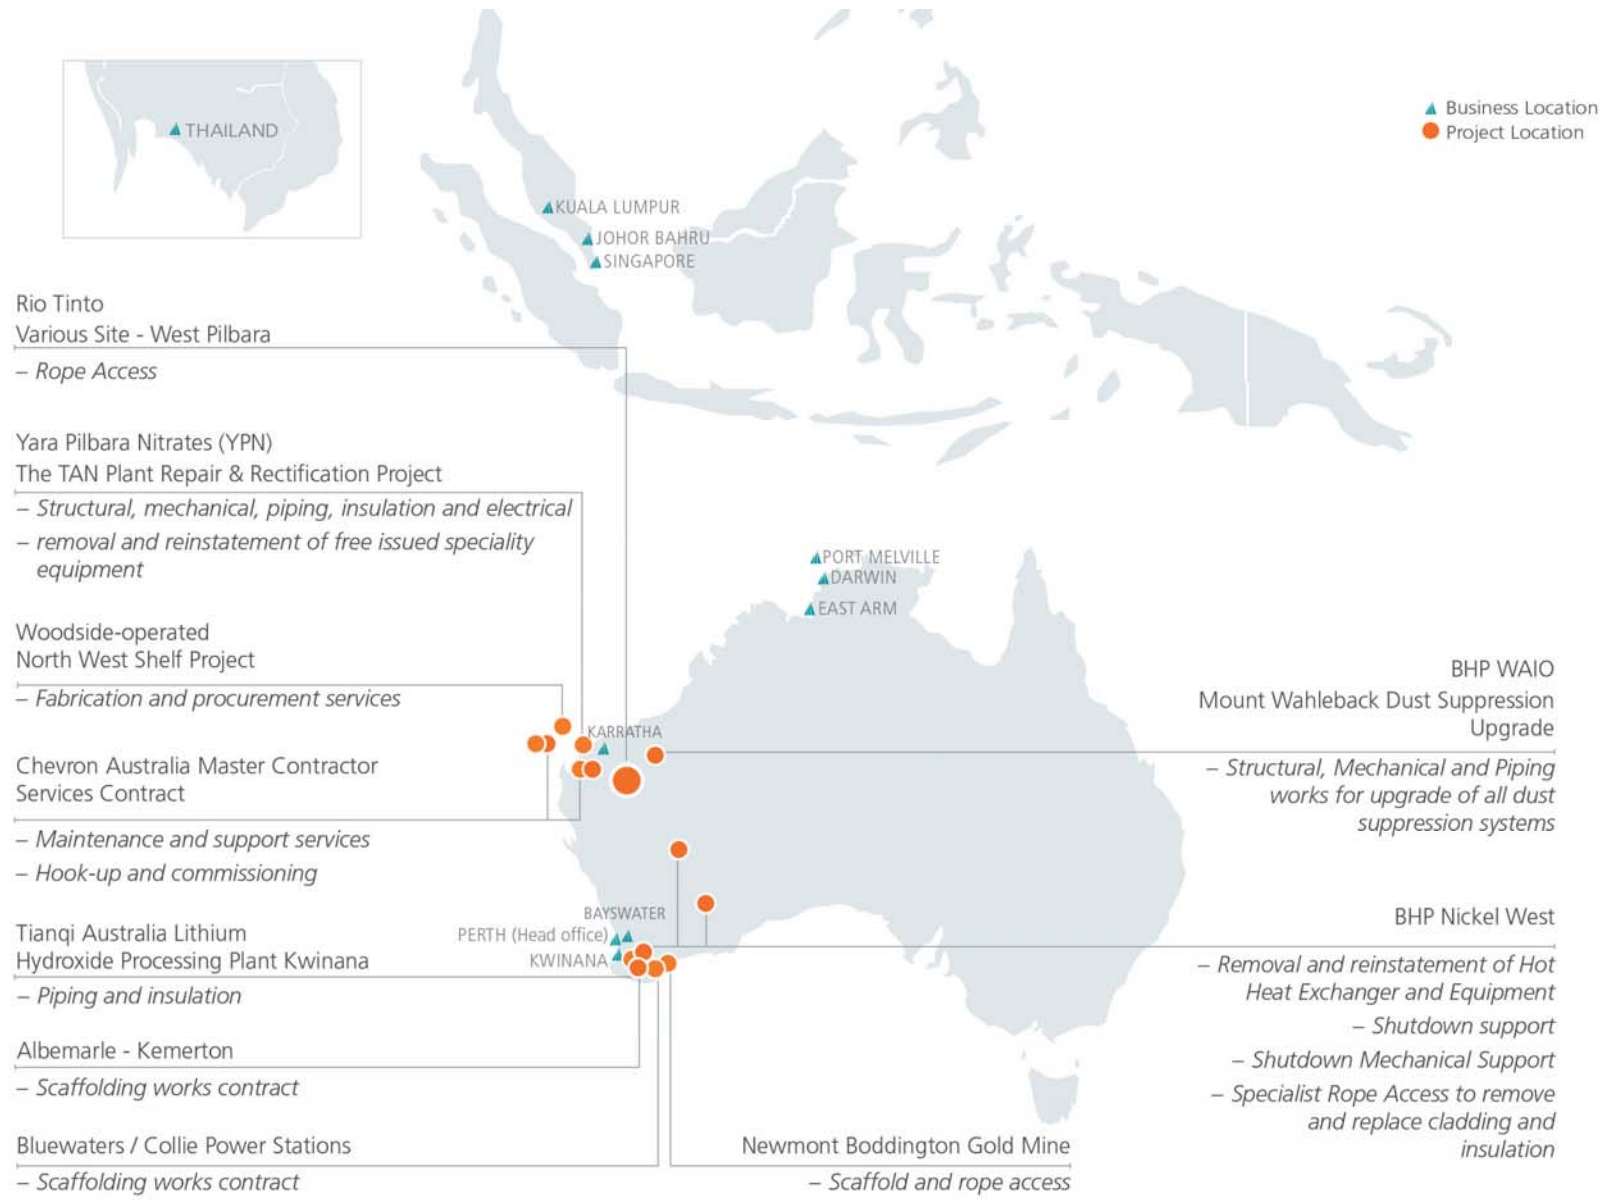 THAILAND
Business Location
Project Location
KUALA LUMPUR
JOHOR BAHRU
SINGAPORE
Rio Tinto
Various Site - West Pilbara
– Rope Access
Yara Pilbara Nitrates (YPN)
The TAN Plant Repair & Rectification Project
– Structural, mechanical, piping, insulation and electrical
– removal and reinstatement of free issued speciality
equipment
PORT MELVILLE
DARWIN
EAST ARM
Woodside-operated
North West Shelf Project
– Fabrication and procurement services
KARRATHA
Chevron Australia Master Contractor
Services Contract
– Maintenance and support services
– Hook-up and commissioning
BHP WAIO
Mount Wahleback Dust Suppression
Upgrade
– Structural, Mechanical and Piping
works for upgrade of all dust
suppression systems
BAYSWATER
PERTH (Head office)
KWINANA
Tianqi Australia Lithium
Hydroxide Processing Plant Kwinana
– Piping and insulation
BHP Nickel West
– Removal and reinstatement of Hot
Heat Exchanger and Equipment
– Shutdown support
– Shutdown Mechanical Support
– Specialist Rope Access to remove
and replace cladding and
insulation
Albemarle - Kemerton
– Scaffolding works contract
Bluewaters / Collie Power Stations
– Scaffolding works contract
Newmont Boddington Gold Mine
– Scaffold and rope access